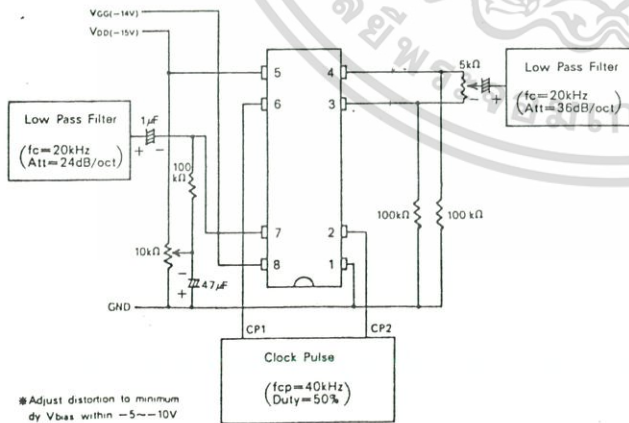 VGG(-14V)
VDD(-15V)
5
4
5kΩ
6
3
Low Pass Filter
(fc=20kHz
Att=36dB/oct)
1µF
Low Pass Filter
(fc=20kHz
Att=24dB/oct)
+ -
- +
100
kΩ
100kΩ
100 kΩ
7
2
8
1
10kΩ
-
+
4.7µF
GND
CP1
CP2
Clock Pulse
(fcp=40kHz
Duty=50%)
※Adjust distortion to minimum
dy Vbias within -5~-10V